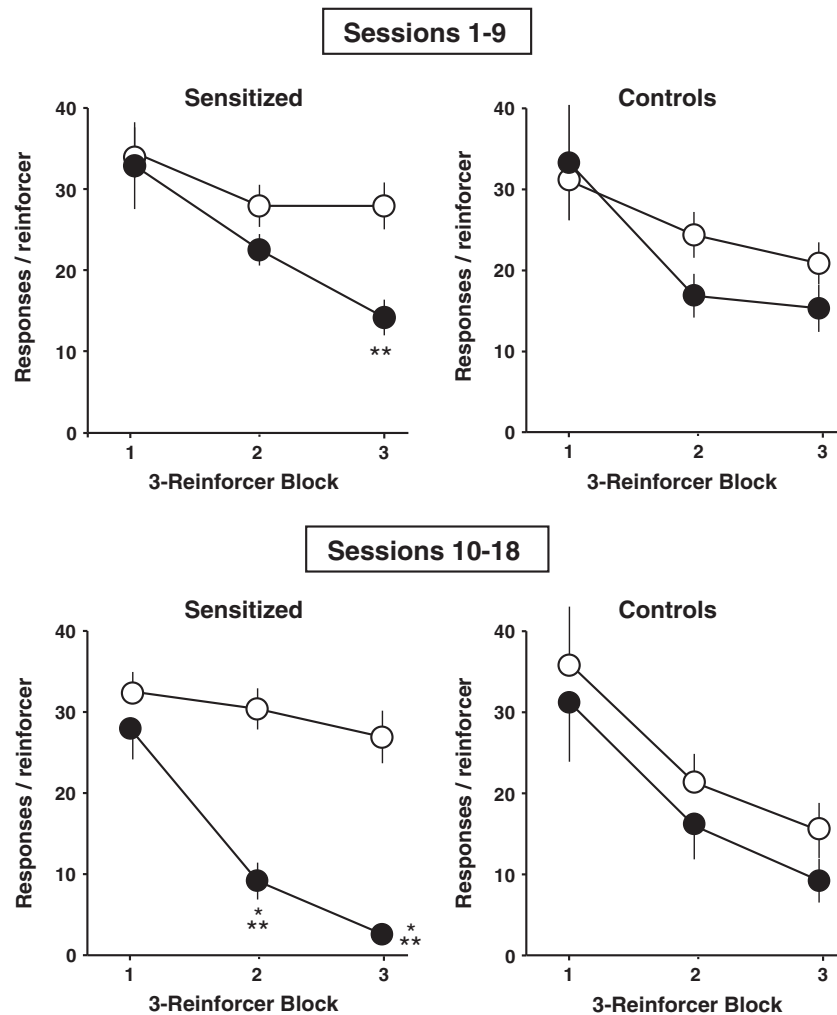 Sessions 1-9
Sensitized
Controls
Responses / reinforcer
40
30
20
10
0
**
1 2 3
3-Reinforcer Block
Responses / reinforcer
40
30
20
10
0
1 2 3
3-Reinforcer Block
Sessions 10-18
Sensitized
Controls
Responses / reinforcer
40
30
20
10
0
*
**
*
**
1 2 3
3-Reinforcer Block
Responses / reinforcer
40
30
20
10
0
1 2 3
3-Reinforcer Block